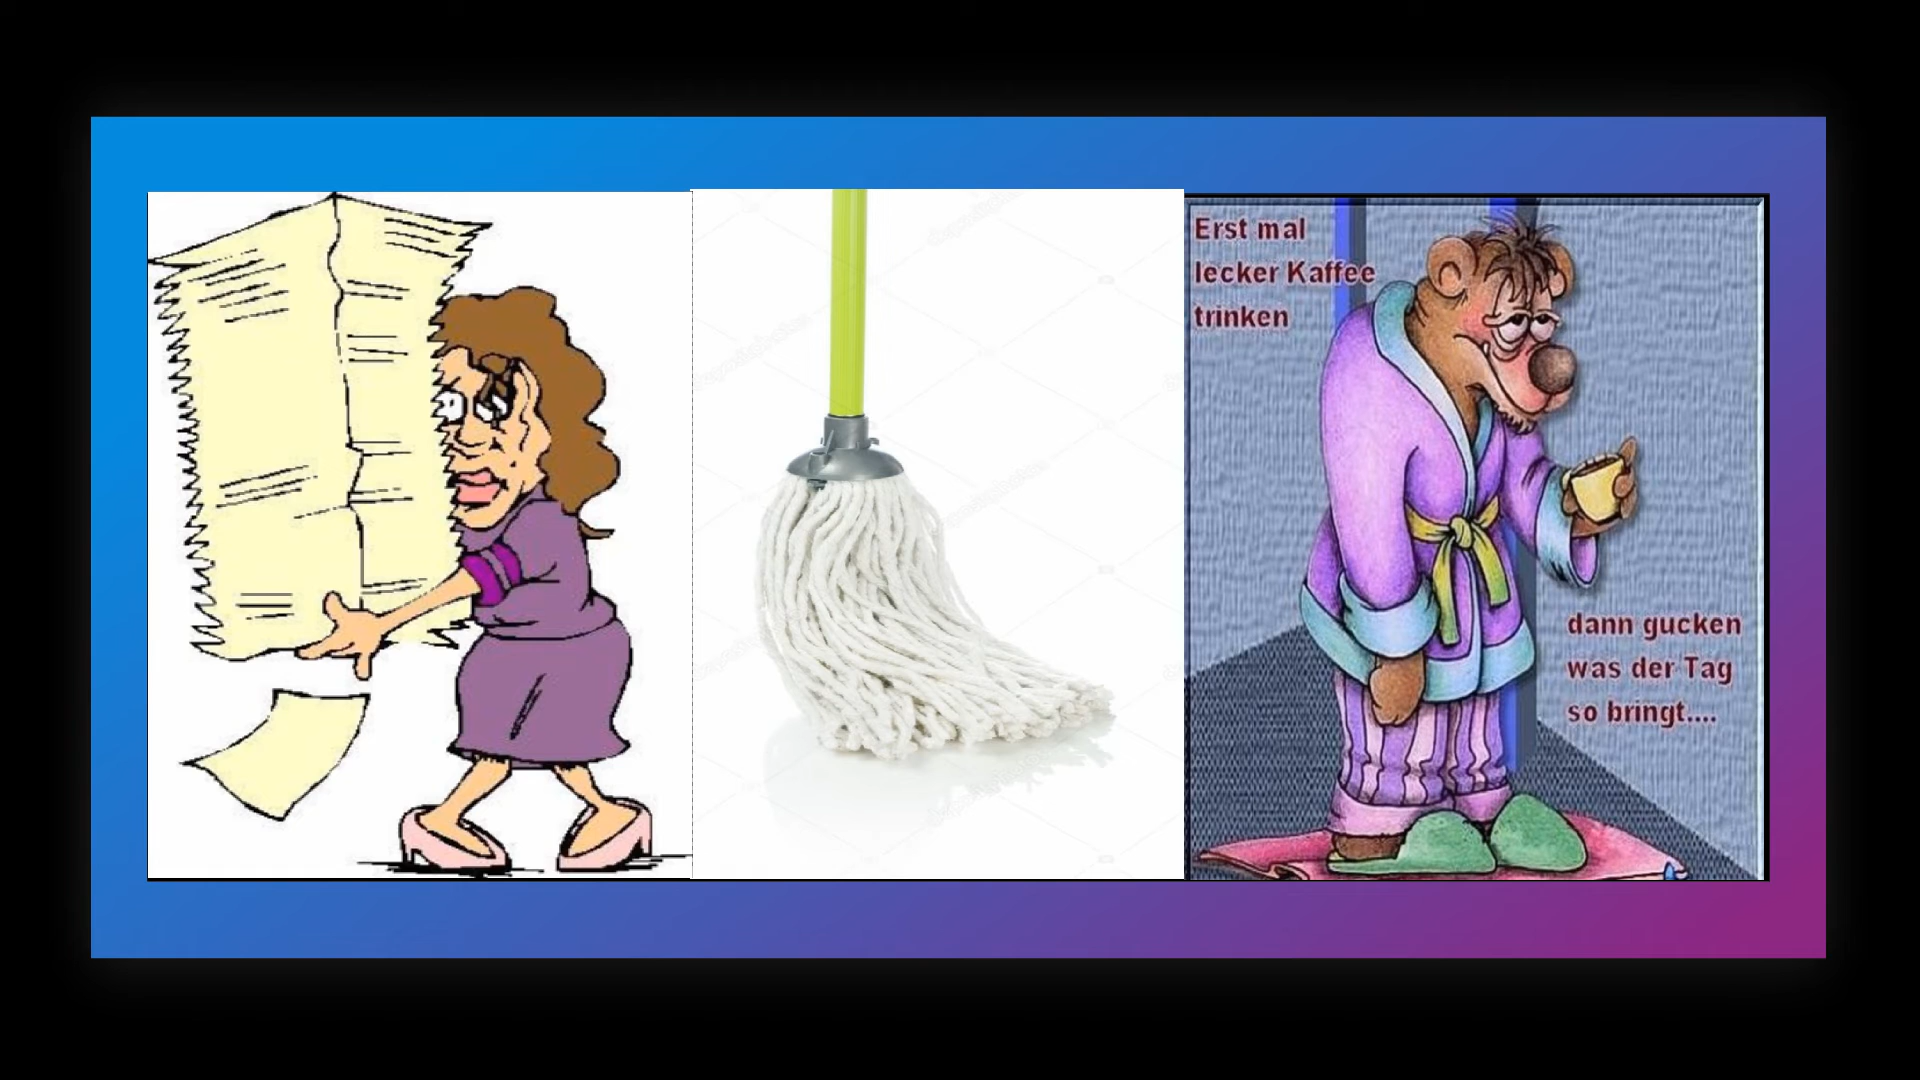 Erst mal
lecker Kaffee
trinken
dann gucken
was der Tag
so bringt....